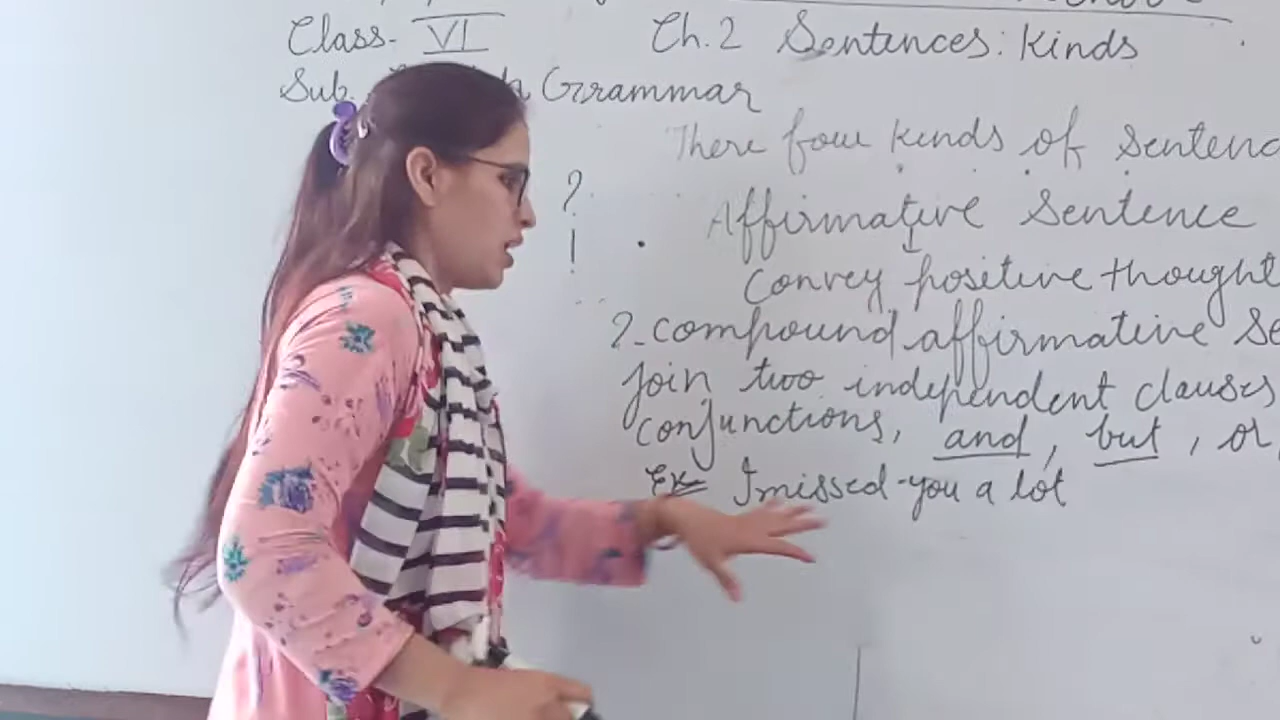 Class- VI
Ch.2 Sentences: Kinds
Sub. Grammar
There four kinds of Sentenc
?
!
.
Affirmative Sentence
↓
Convey positive thought
2. Compound affirmative Se
join two independent clauses
conjunctions, and, but, or
Ex- I missed you a lot